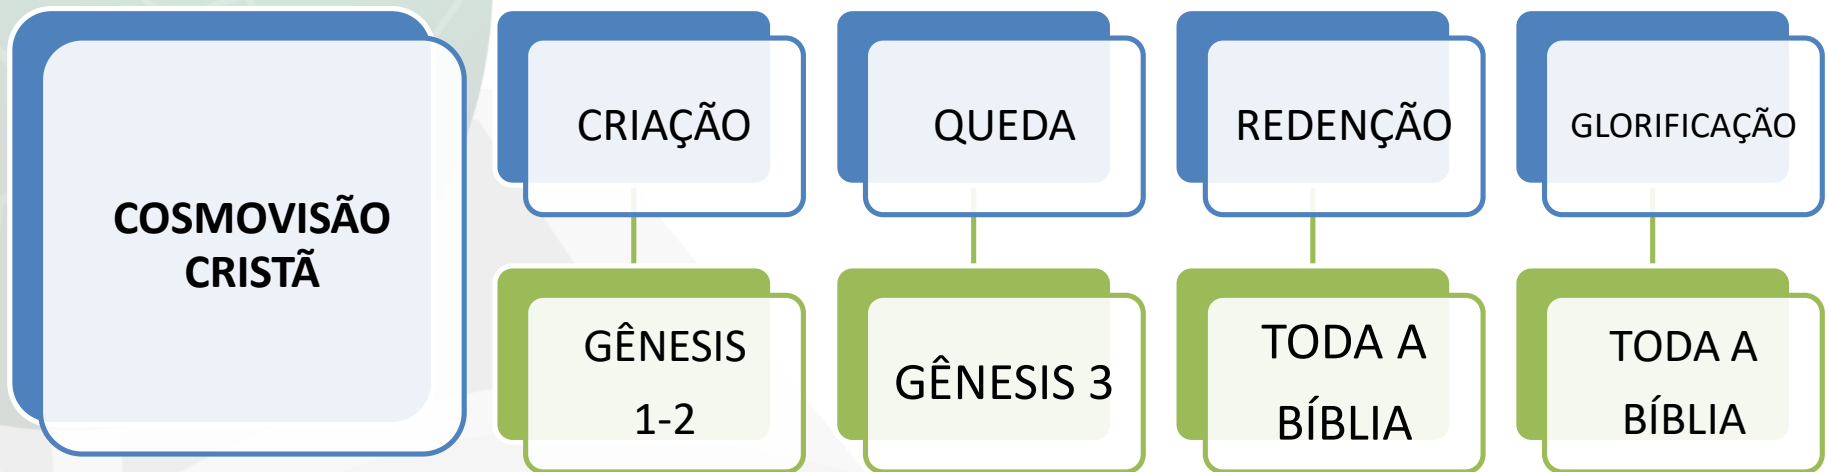 COSMOVISÃO
CRISTÃ
CRIAÇÃO
QUEDA
REDENÇÃO
GLORIFICAÇÃO
GÊNESIS
1-2
GÊNESIS 3
TODA A
BÍBLIA
TODA A
BÍBLIA